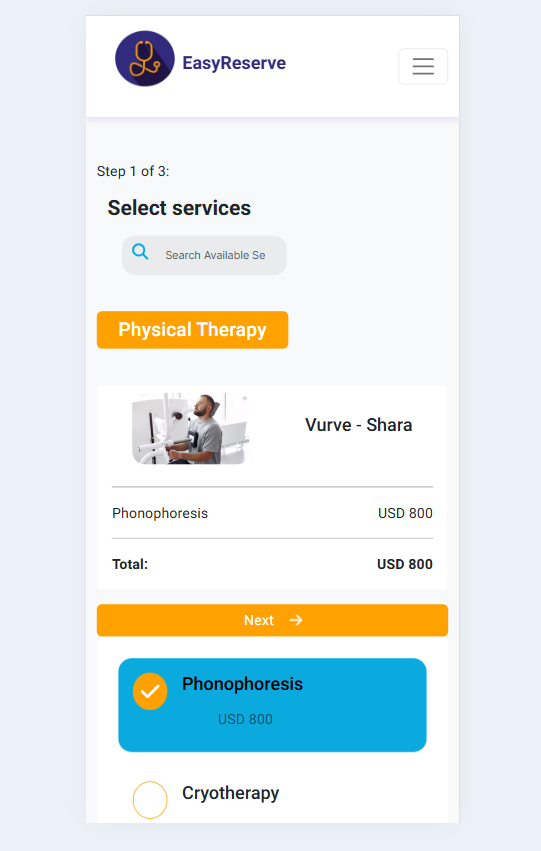 EasyReserve
Step 1 of 3:
Select services
Search Available Se
Physical Therapy
Vurve - Shara
Phonophoresis USD 800
Total: USD 800
Next
Phonophoresis
USD 800
Cryotherapy